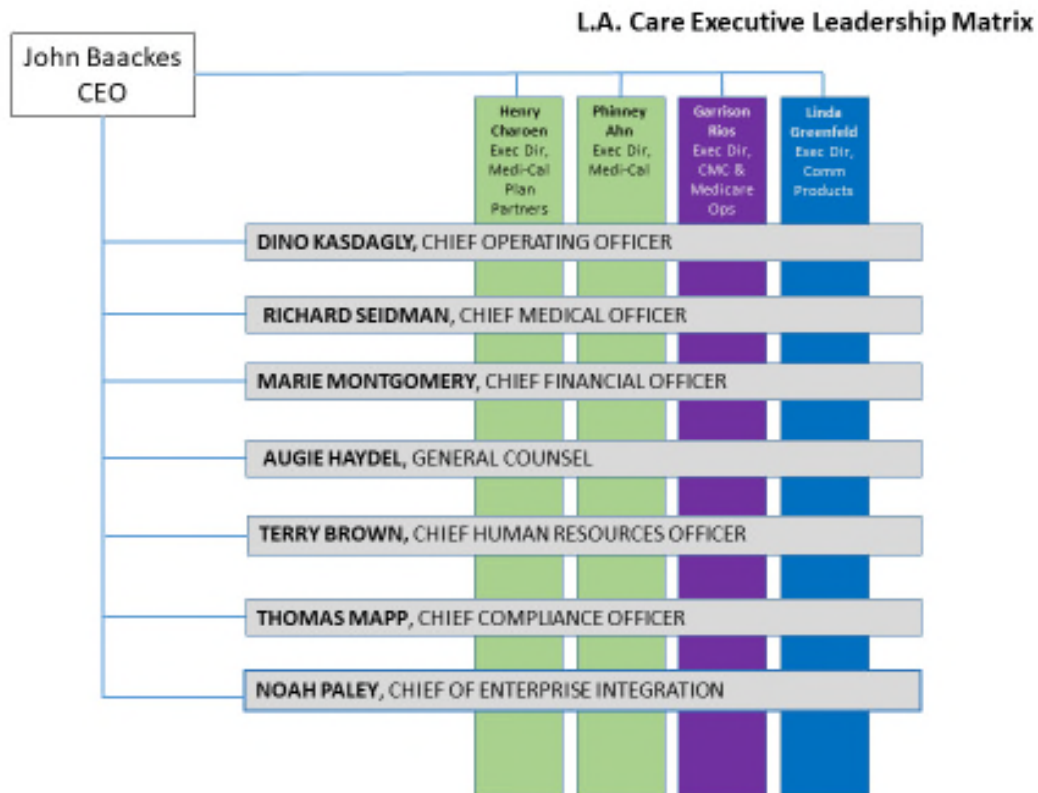 L.A. Care Executive Leadership Matrix
John Baackes
CEO
Henry
Charoen
Exec Dir,
Medi-Cal
Plan
Partners
Phinney
Ahn
Exec Dir,
Medi-Cal
Garrison
Rios
Exec Dir,
CMC &
Medicare
Ops
Linda
Greenfeld
Exec Dir,
Comm
Products
DINO KASDAGLY, CHIEF OPERATING OFFICER
RICHARD SEIDMAN, CHIEF MEDICAL OFFICER
MARIE MONTGOMERY, CHIEF FINANCIAL OFFICER
AUGIE HAYDEL, GENERAL COUNSEL
TERRY BROWN, CHIEF HUMAN RESOURCES OFFICER
THOMAS MAPP, CHIEF COMPLIANCE OFFICER
NOAH PALEY, CHIEF OF ENTERPRISE INTEGRATION